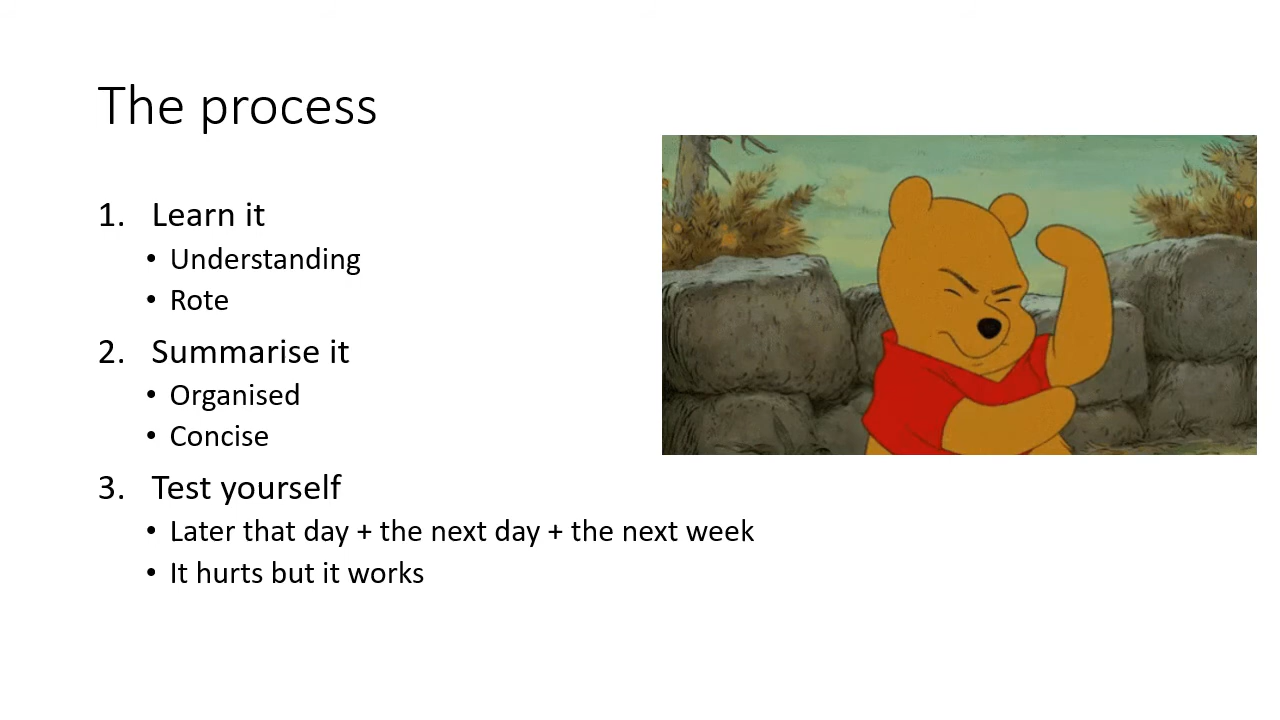 The process
1. Learn it
• Understanding
• Rote
2. Summarise it
• Organised
• Concise
3. Test yourself
• Later that day + the next day + the next week
• It hurts but it works